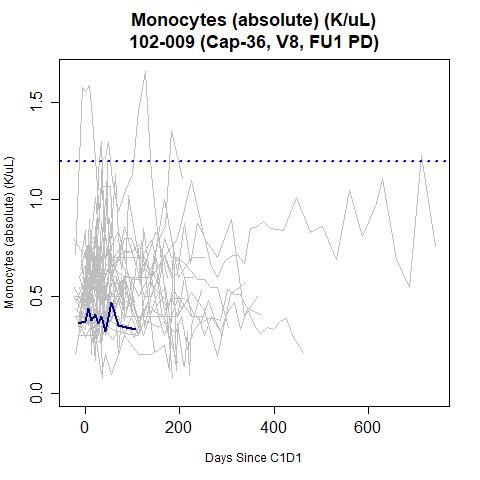 Monocytes (absolute) (K/uL)
102-009 (Cap-36, V8, FU1 PD)
Monocytes (absolute) (K/uL)
1.5
1.0
0.5
0.0
0 200 400 600
Days Since C1D1